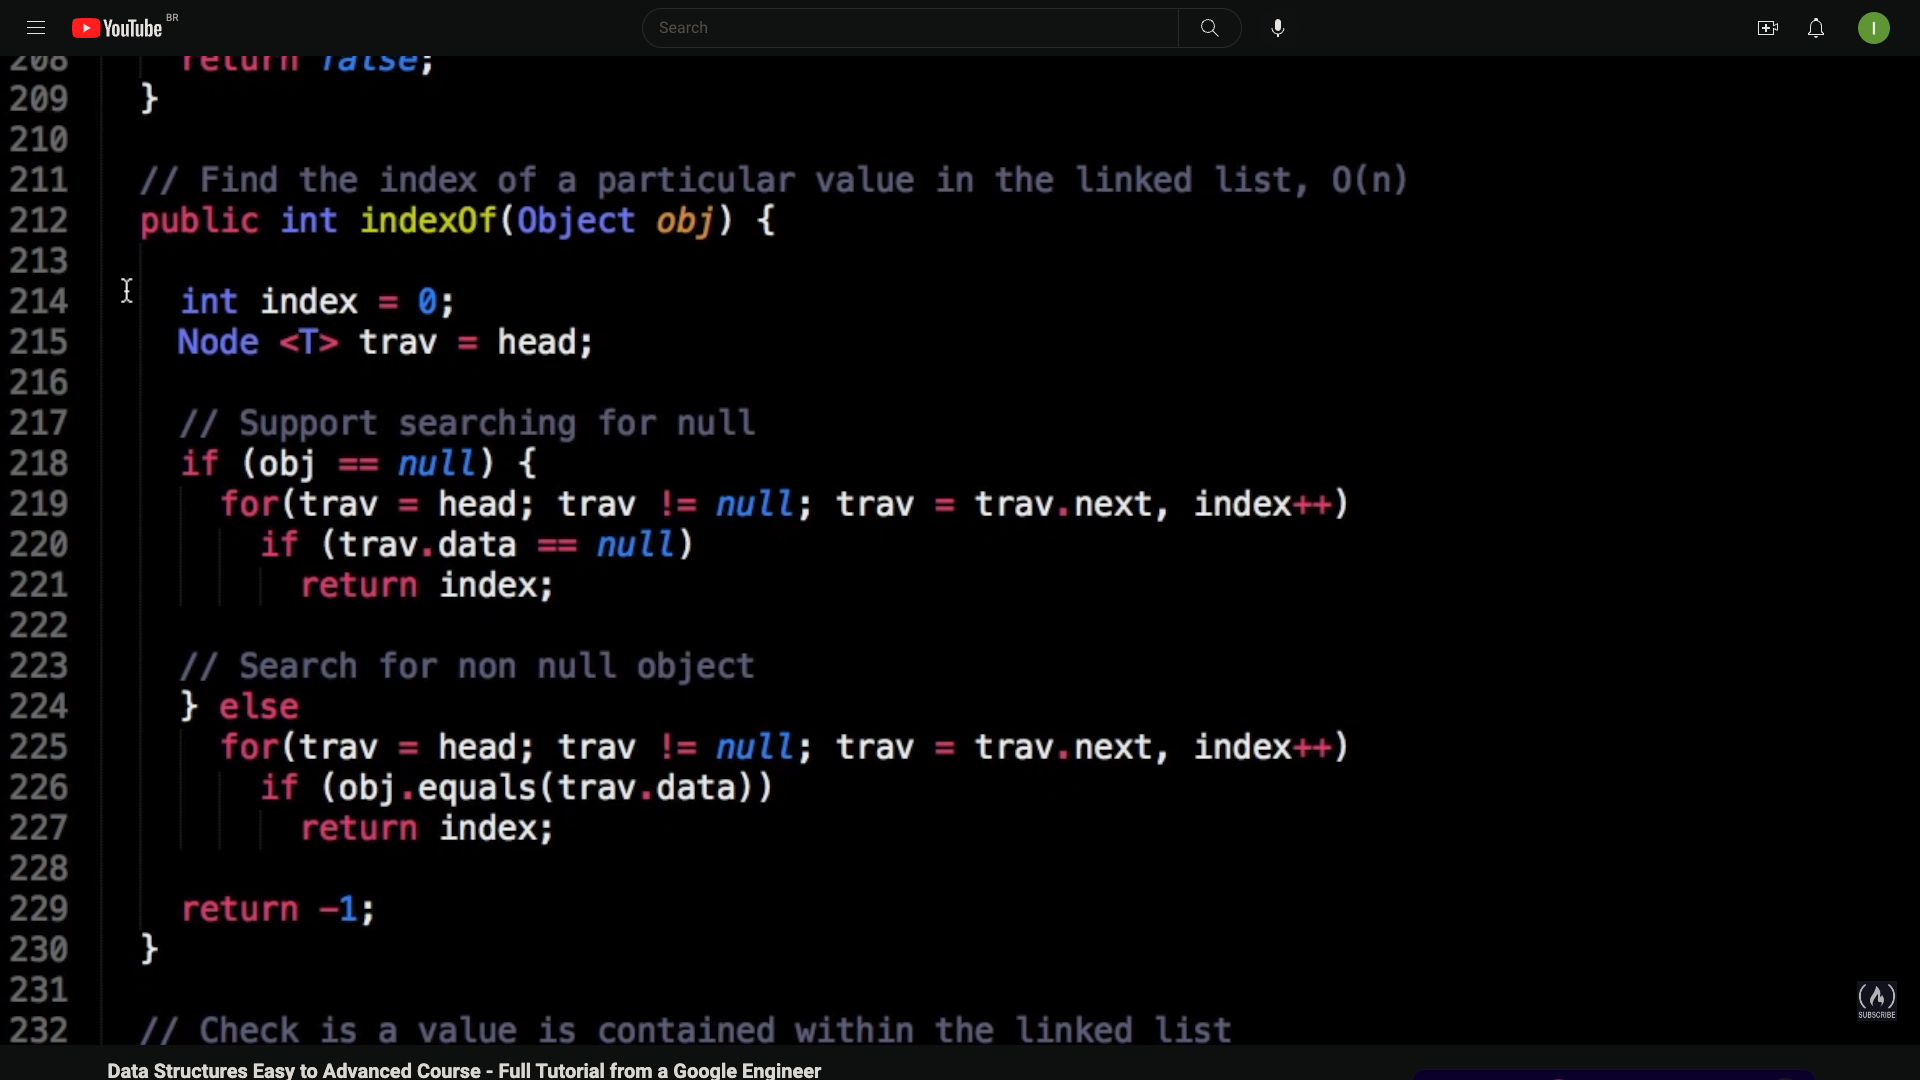 YouTube BR
Search
I
208 return false;
209 }
210
211 // Find the index of a particular value in the linked list, O(n)
212 public int indexOf(Object obj) {
213
214 int index = 0;
215 Node <T> trav = head;
216
217 // Support searching for null
218 if (obj == null) {
219 for(trav = head; trav != null; trav = trav.next, index++)
220 if (trav.data == null)
221 return index;
222
223 // Search for non null object
224 } else
225 for(trav = head; trav != null; trav = trav.next, index++)
226 if (obj.equals(trav.data))
227 return index;
228
229 return -1;
230 }
231
232 // Check is a value is contained within the linked list
SUBSCRIBE
Data Structures Easy to Advanced Course - Full Tutorial from a Google Engineer